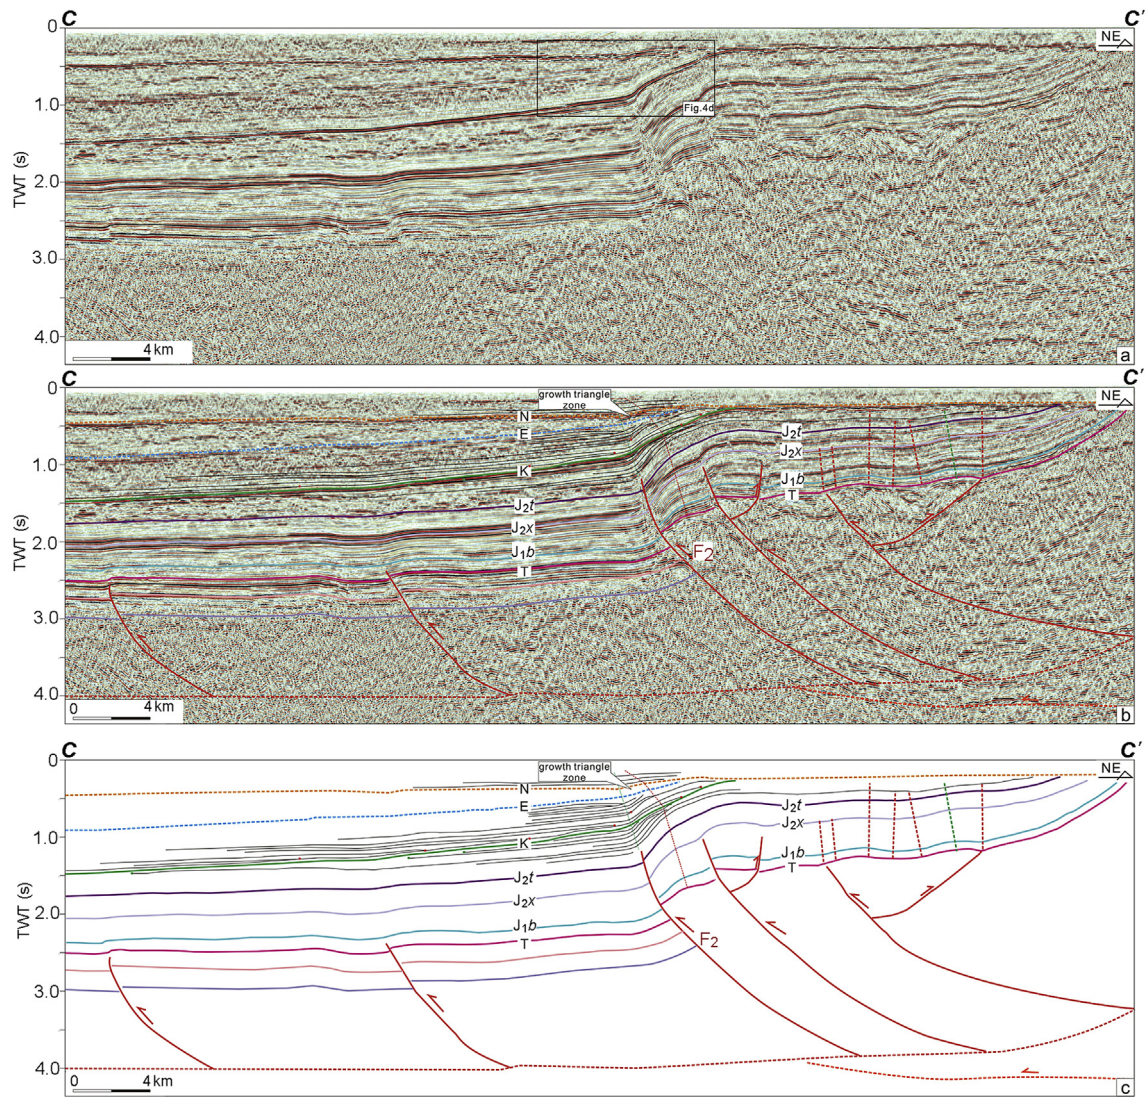 C C′
0
NE
1.0
Fig.4d
TWT (s)
2.0
3.0
4.0
4 km
a
C C′
0
NE
growth triangle
zone
N
E
J₂t
J₂x
1.0
K
J₁b
T
J₂t
TWT (s)
J₂x
2.0
J₁b
F₂
T
3.0
4.0
0 4 km
b
C C′
0
NE
growth triangle
zone
N
E
J₂t
J₂x
1.0
K
J₁b
T
J₂t
TWT (s)
J₂x
2.0
J₁b
T
F₂
3.0
4.0
0 4 km
c